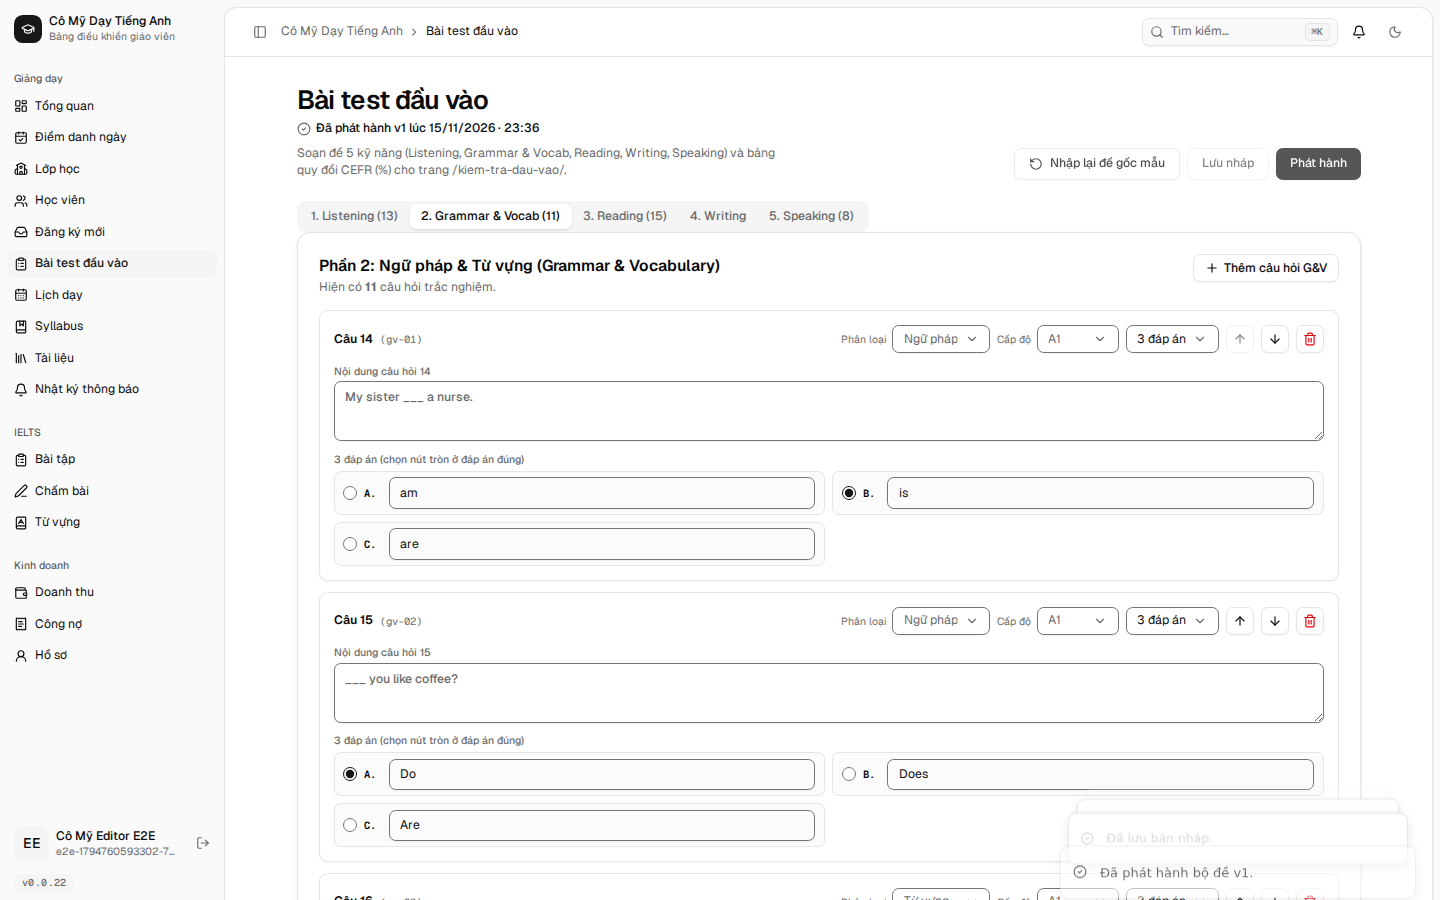 Cô Mỹ Dạy Tiếng Anh
Bảng điều khiển giáo viên
Giảng dạy
Tổng quan
Điểm danh ngày
Lớp học
Học viên
Đăng ký mới
Bài test đầu vào
Lịch dạy
Syllabus
Tài liệu
Nhật ký thông báo
IELTS
Bài tập
Chấm bài
Từ vựng
Kinh doanh
Doanh thu
Công nợ
Hồ sơ
EE
Cô Mỹ Editor E2E
e2e-1794760593302-7...
v0.0.22
Cô Mỹ Dạy Tiếng Anh > Bài test đầu vào
Tìm kiếm... ⌘K
Bài test đầu vào
Đã phát hành v1 lúc 15/11/2026 · 23:36
Soạn đề 5 kỹ năng (Listening, Grammar & Vocab, Reading, Writing, Speaking) và bảng
quy đổi CEFR (%) cho trang /kiem-tra-dau-vao/.
Nhập lại đề gốc mẫu
Lưu nháp
Phát hành
1. Listening (13)
2. Grammar & Vocab (11)
3. Reading (15)
4. Writing
5. Speaking (8)
Phần 2: Ngữ pháp & Từ vựng (Grammar & Vocabulary)
Hiện có 11 câu hỏi trắc nghiệm.
Thêm câu hỏi G&V
Câu 14 (gv-01)
Phân loại Ngữ pháp Cấp độ A1 3 đáp án
Nội dung câu hỏi 14
My sister ___ a nurse.
3 đáp án (chọn nút tròn ở đáp án đúng)
A. am
B. is
C. are
Câu 15 (gv-02)
Phân loại Ngữ pháp Cấp độ A1 3 đáp án
Nội dung câu hỏi 15
___ you like coffee?
3 đáp án (chọn nút tròn ở đáp án đúng)
A. Do
B. Does
C. Are
Đã lưu bản nháp.
Đã phát hành bộ đề v1.
Câu 16